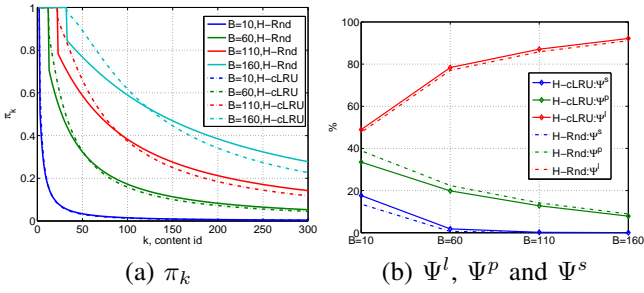 1
0.8
0.6
0.4
0.2
0
π_k
0 50 100 150 200 250 300
k, content id
B=10,H-Rnd
B=60,H-Rnd
B=110,H-Rnd
B=160,H-Rnd
B=10,H-cLRU
B=60,H-cLRU
B=110,H-cLRU
B=160,H-cLRU
(a) π_k
100
80
60
40
20
0
%
B=10 B=60 B=110 B=160
H-cLRU:Ψ^s
H-cLRU:Ψ^p
H-cLRU:Ψ^l
H-Rnd:Ψ^s
H-Rnd:Ψ^p
H-Rnd:Ψ^l
(b) Ψ^l, Ψ^p and Ψ^s